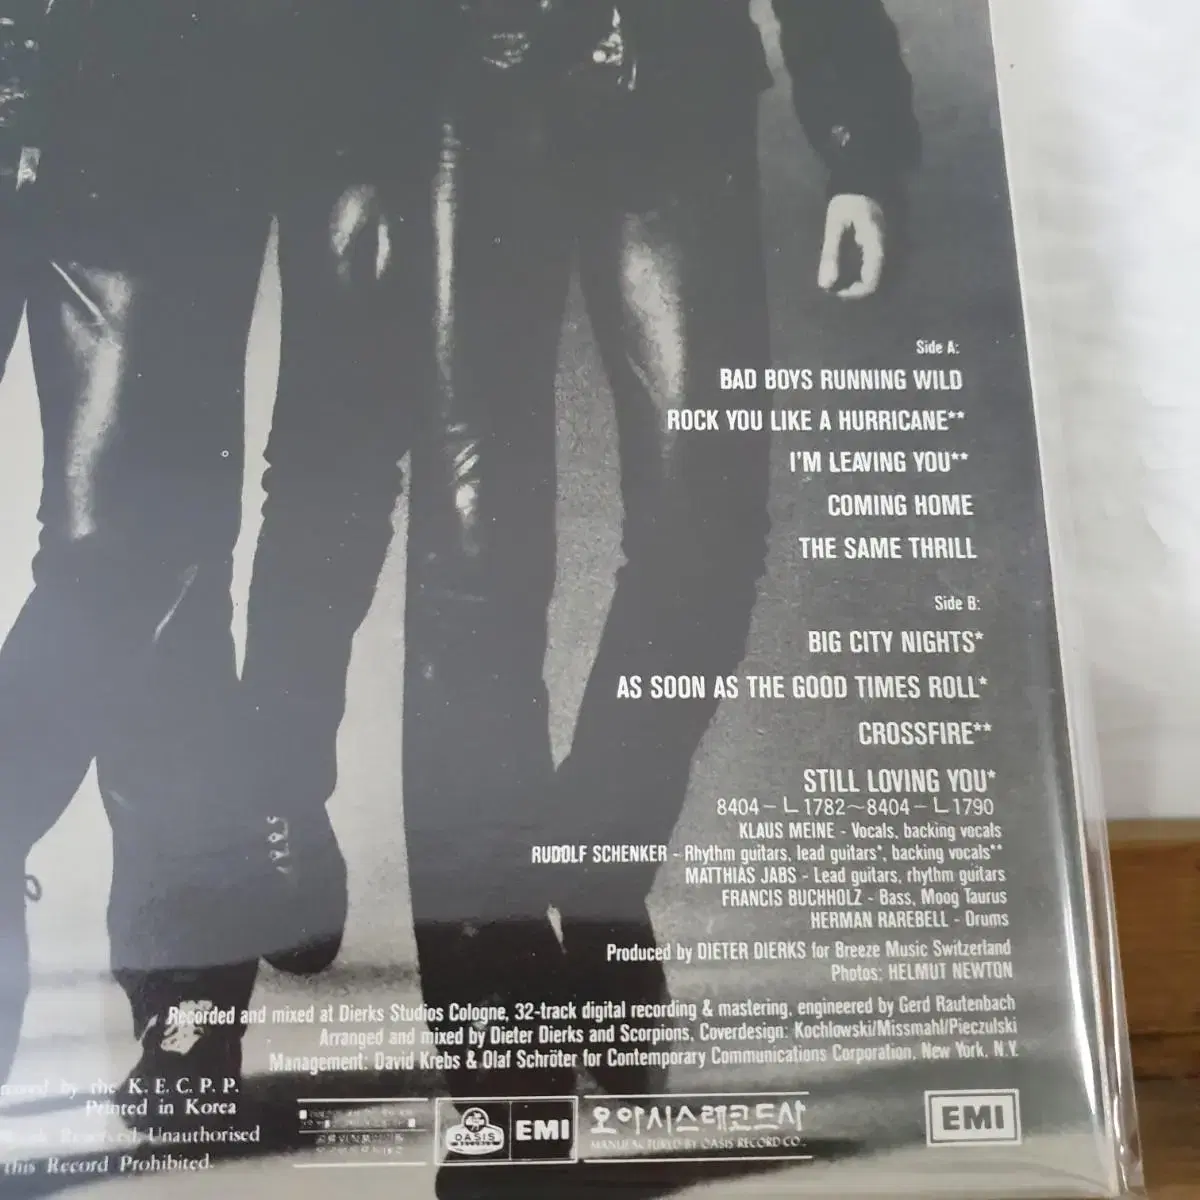 Side A:
BAD BOYS RUNNING WILD
ROCK YOU LIKE A HURRICANE**
I'M LEAVING YOU**
COMING HOME
THE SAME THRILL
Side B:
BIG CITY NIGHTS*
AS SOON AS THE GOOD TIMES ROLL*
CROSSFIRE**
STILL LOVING YOU*
8404-L1782~8404-L1790
KLAUS MEINE - Vocals, backing vocals
RUDOLF SCHENKER - Rhythm guitars, lead guitars*, backing vocals**
MATTHIAS JABS - Lead guitars, rhythm guitars
FRANCIS BUCHHOLZ - Bass, Moog Taurus
HERMAN RAREBELL - Drums
Produced by DIETER DIERKS for Breeze Music Switzerland
Photos: HELMUT NEWTON
Recorded and mixed at Dierks Studios Cologne, 32-track digital recording & mastering, engineered by Gerd Rautenbach
Arranged and mixed by Dieter Dierks and Scorpions, Coverdesign: Kochlowski/Missmahl/Pieczulski
Management: David Krebs & Olaf Schröter for Contemporary Communications Corporation, New York, N.Y.
by the K. E. C. P. P.
Printed in Korea
Reserved, Unauthorised
this Record Prohibited.
OASIS
EMI
오아시스레코드사
MANUFACTURED BY OASIS RECORD CO.,
EMI